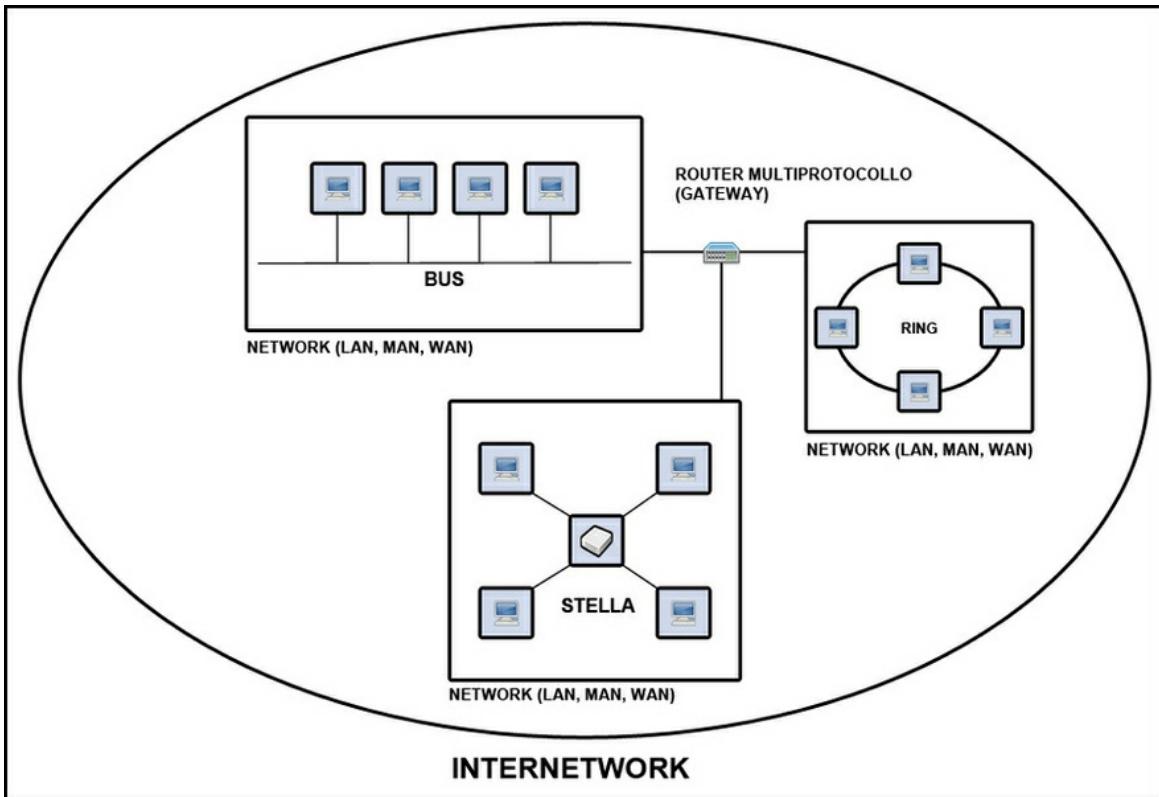 ROUTER MULTIPROTOCOLLO
(GATEWAY)
BUS
NETWORK (LAN, MAN, WAN)
RING
NETWORK (LAN, MAN, WAN)
STELLA
NETWORK (LAN, MAN, WAN)
INTERNETWORK